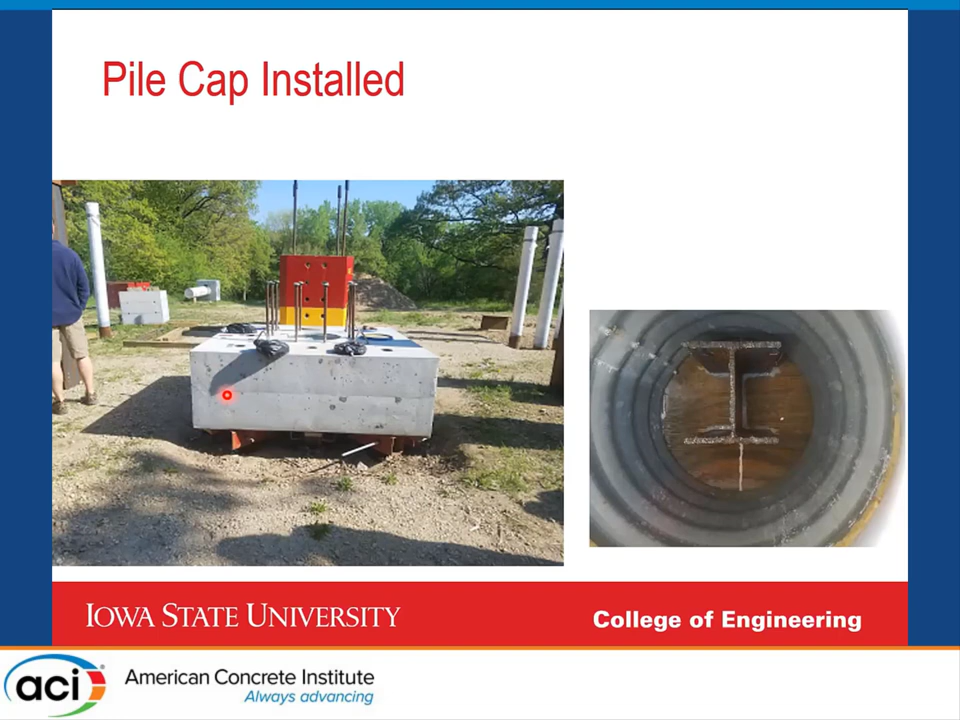 Pile Cap Installed
IOWA STATE UNIVERSITY
College of Engineering
aci
American Concrete Institute
Always advancing